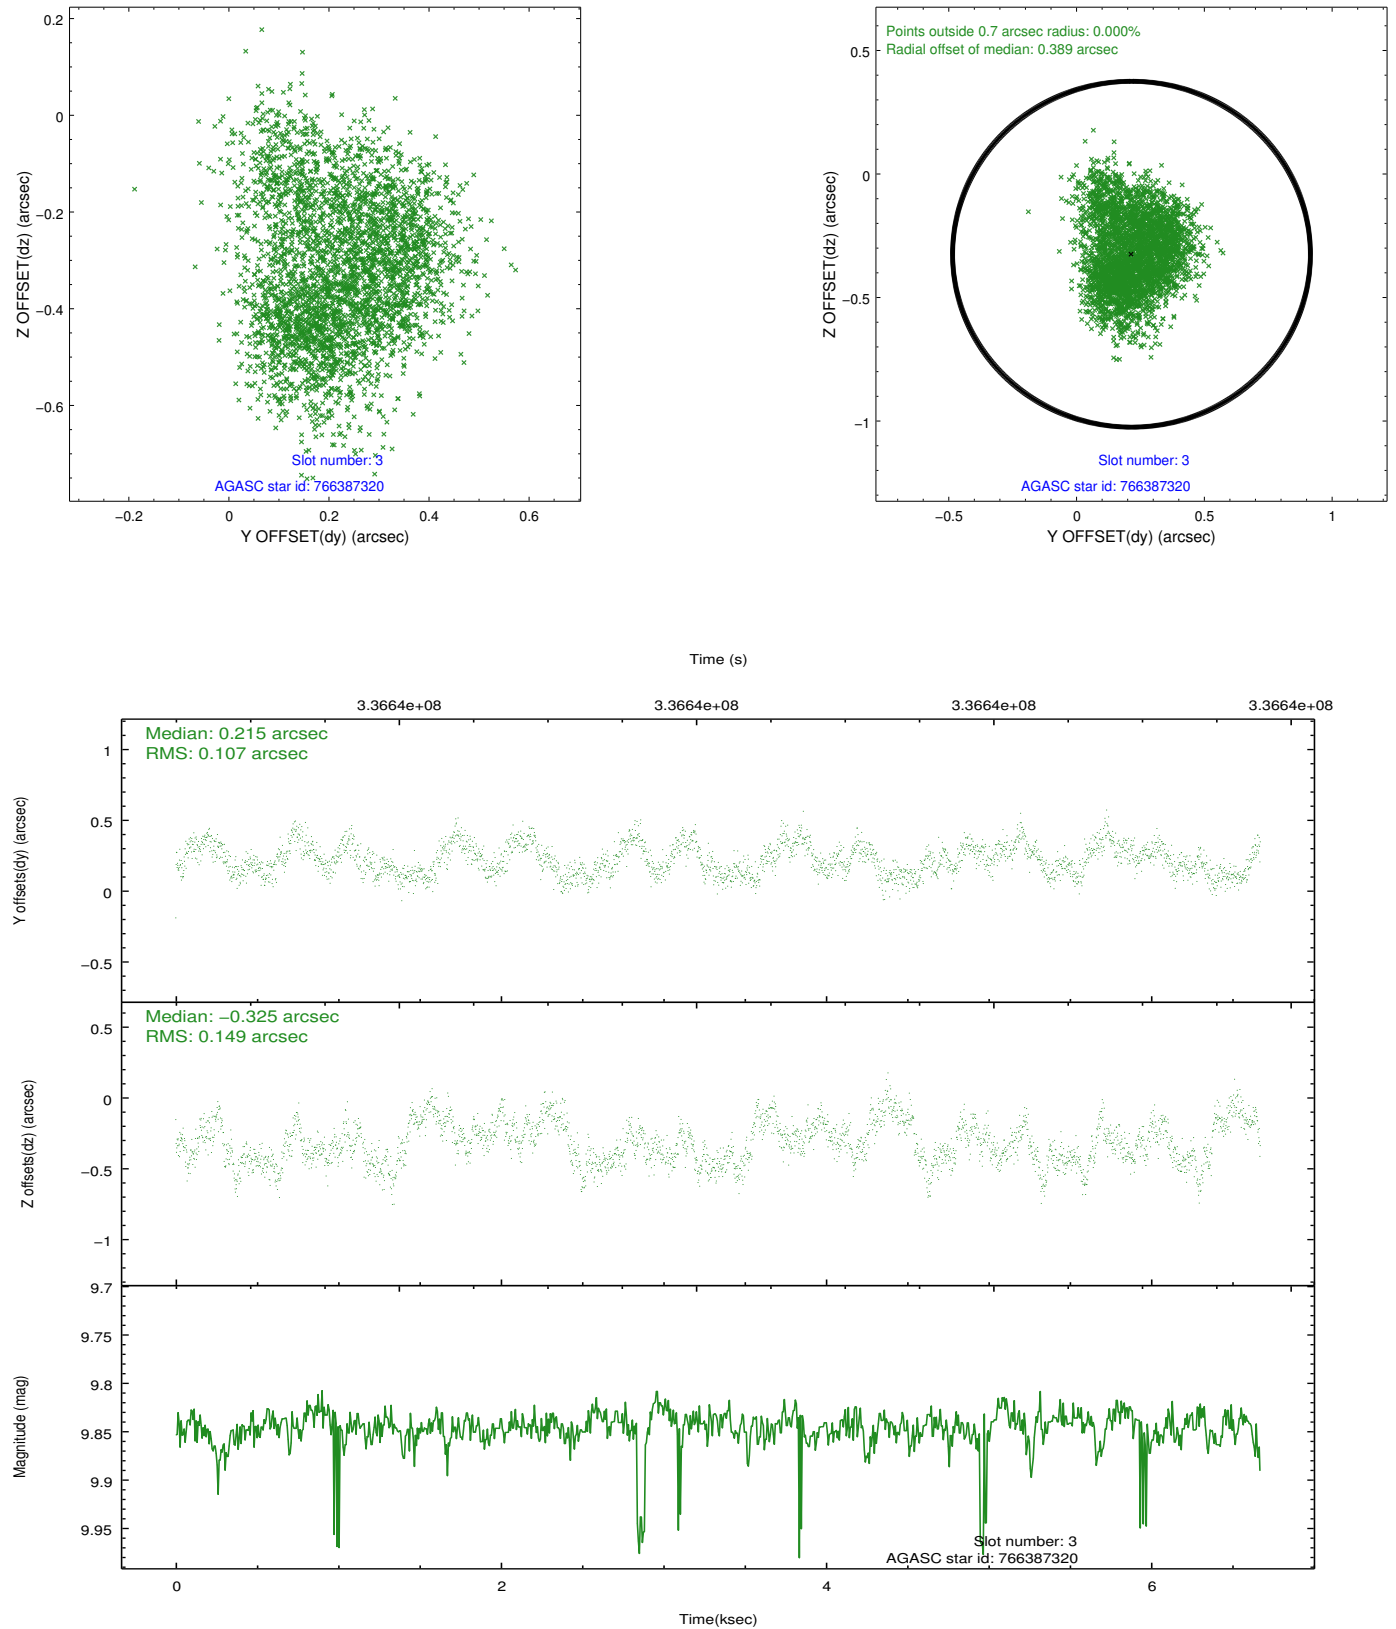 0.2
0
−0.2
−0.4
−0.6
Z OFFSET(dz) (arcsec)
Slot number: 3
AGASC star id: 766387320
−0.2
0
0.2
0.4
0.6
Y OFFSET(dy) (arcsec)
Points outside 0.7 arcsec radius: 0.000%
Radial offset of median: 0.389 arcsec
0.5
0
−0.5
−1
Z OFFSET(dz) (arcsec)
Slot number: 3
AGASC star id: 766387320
−0.5
0
0.5
1
Y OFFSET(dy) (arcsec)
Time (s)
3.3664e+08
3.3664e+08
3.3664e+08
3.3664e+08
Median: 0.215 arcsec
RMS: 0.107 arcsec
1
0.5
0
−0.5
Y offsets(dy) (arcsec)
Median: −0.325 arcsec
RMS: 0.149 arcsec
0.5
0
−0.5
−1
Z offsets(dz) (arcsec)
9.7
9.75
9.8
9.85
9.9
9.95
Magnitude (mag)
Slot number: 3
AGASC star id: 766387320
0
2
4
6
Time(ksec)